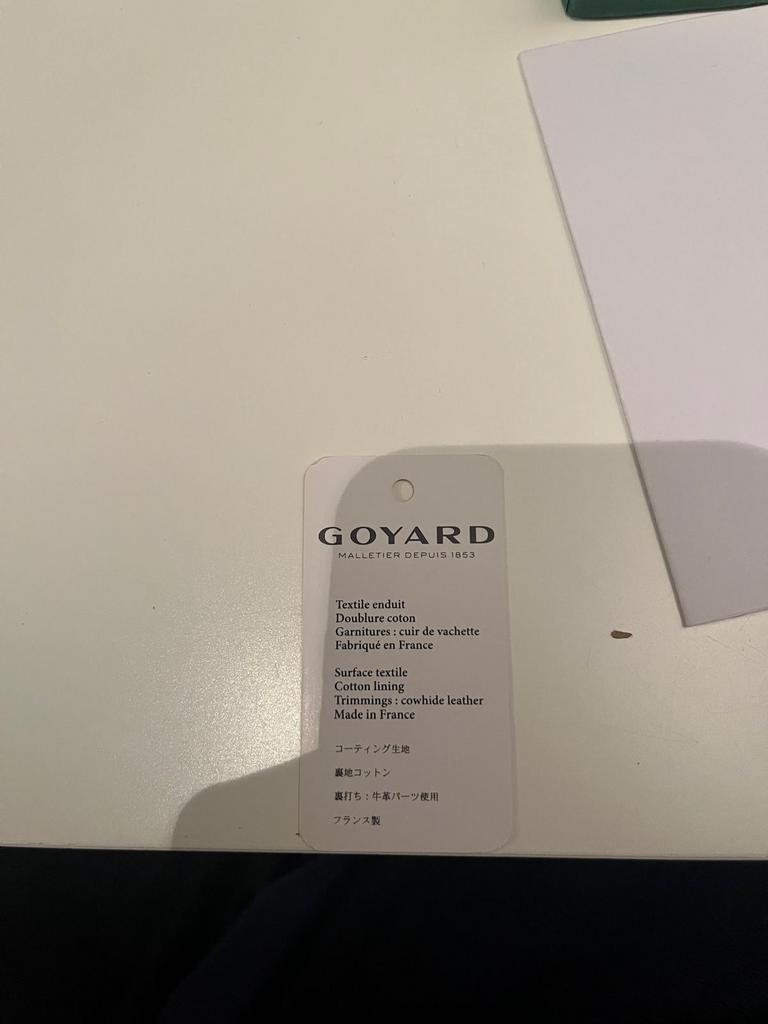 GOYARD
MALLETIER DEPUIS 1853
Textile enduit
Doublure coton
Garnitures : cuir de vachette
Fabriqué en France
Surface textile
Cotton lining
Trimmings : cowhide leather
Made in France
コーティング生地
裏地コットン
裏打ち：牛革パーツ使用
フランス製